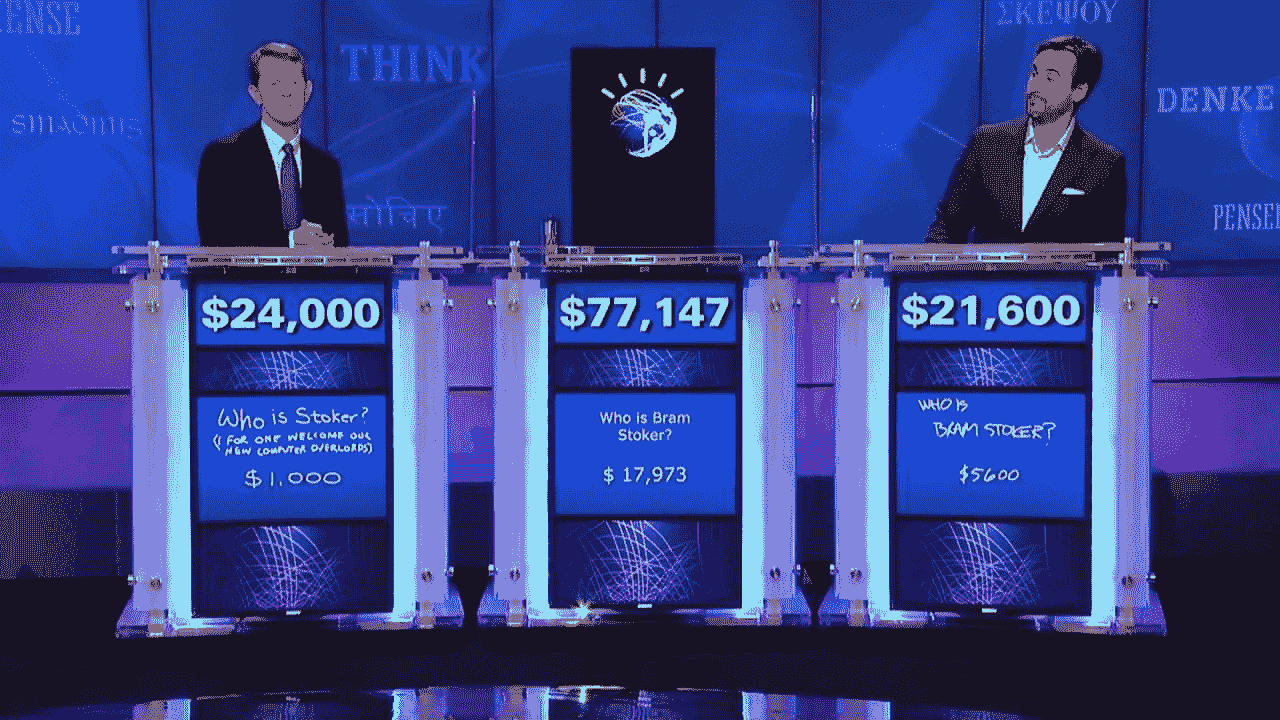 ENSE
THINK
ΣΚΕΨΟΥ
DENKE
सोचिए
PENSER
$24,000
$77,147
$21,600
Who is Stoker?
(I FOR ONE WELCOME OUR
NEW COMPUTER OVERLORDS)
$1,000
Who is Bram
Stoker?
$ 17,973
WHO IS
BRAM STOKER?
$5600